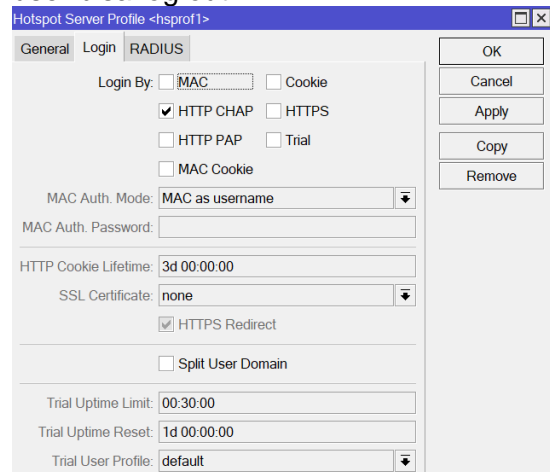 Hotspot Server Profile <hsprof1>
General Login RADIUS
OK
Login By: MAC Cookie
Cancel
HTTP CHAP HTTPS
Apply
HTTP PAP Trial
Copy
MAC Cookie
Remove
MAC Auth. Mode: MAC as username
MAC Auth. Password:
HTTP Cookie Lifetime: 3d 00:00:00
SSL Certificate: none
HTTPS Redirect
Split User Domain
Trial Uptime Limit: 00:30:00
Trial Uptime Reset: 1d 00:00:00
Trial User Profile: default